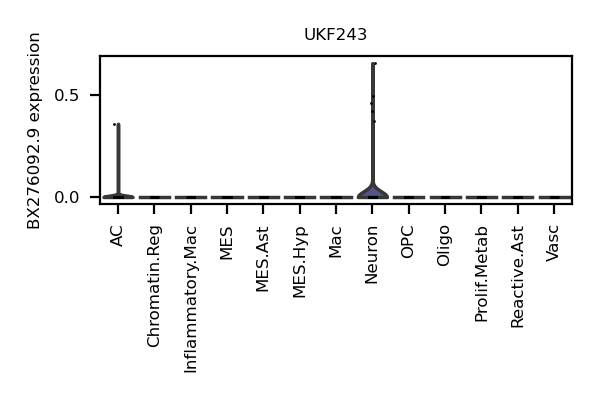 UKF243
BX276092.9 expression
0.5
0.0
AC
Chromatin.Reg
Inflammatory.Mac
MES
MES.Ast
MES.Hyp
Mac
Neuron
OPC
Oligo
Prolif.Metab
Reactive.Ast
Vasc